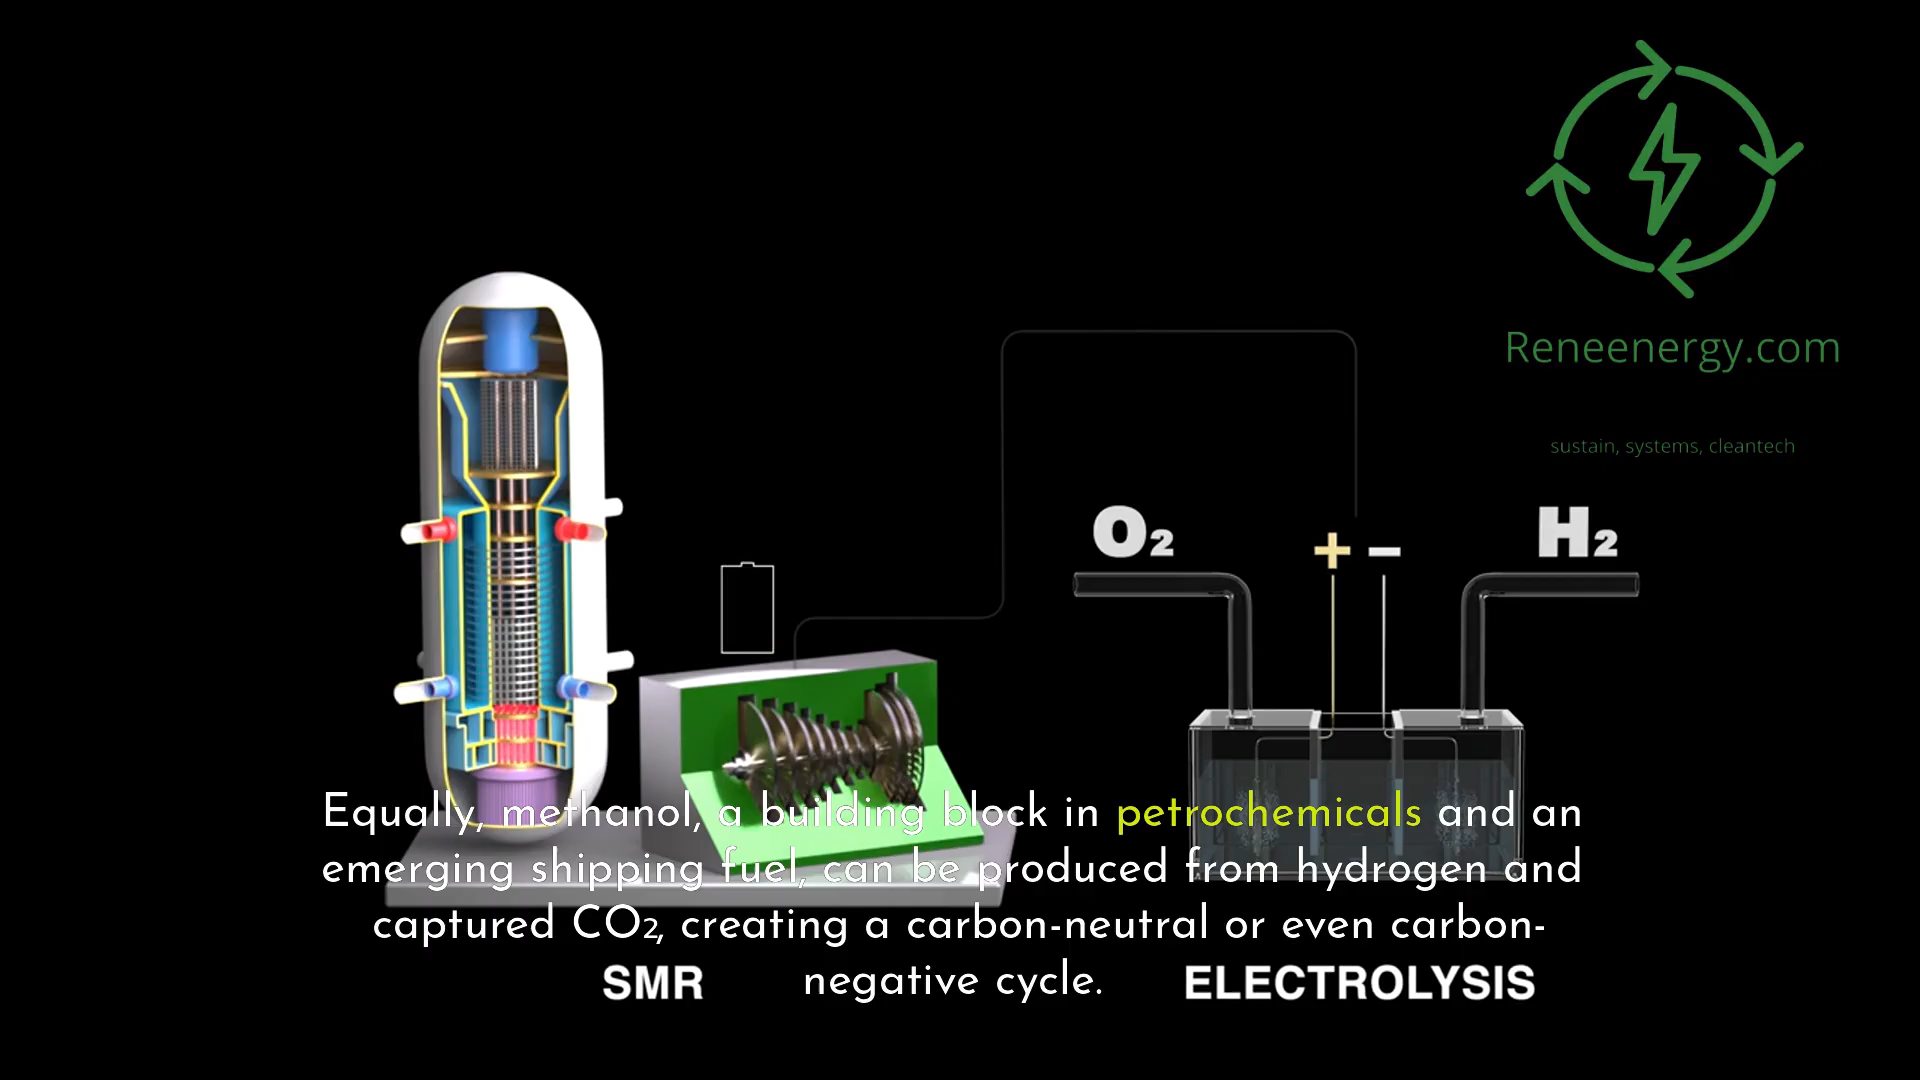 Reneenergy.com
sustain, systems, cleantech
O₂
+ −
H₂
Equally, methanol, a building block in petrochemicals and an
emerging shipping fuel, can be produced from hydrogen and
captured CO₂, creating a carbon-neutral or even carbon-
negative cycle.
SMR
ELECTROLYSIS